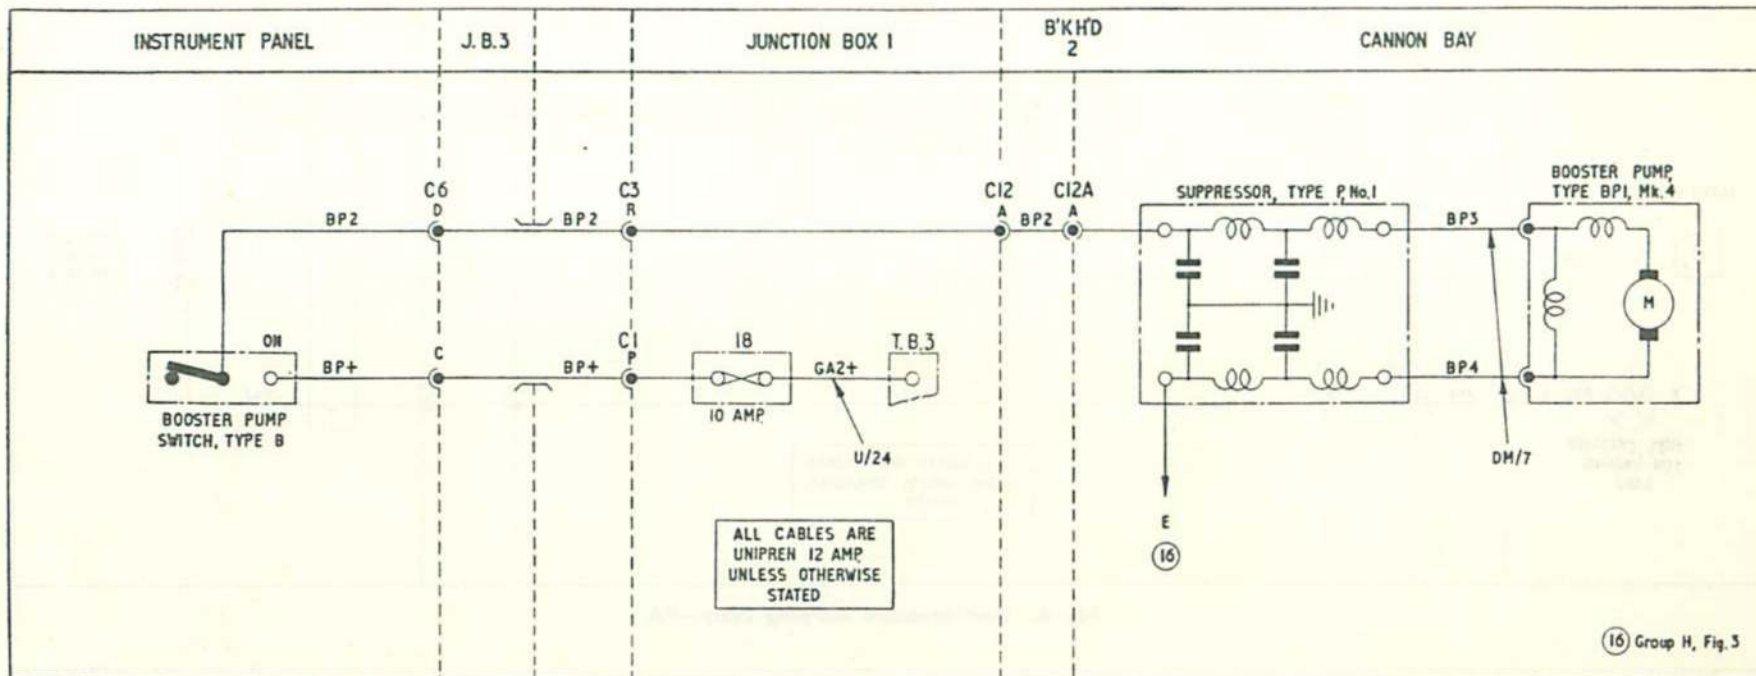 INSTRUMENT PANEL
J.B.3
JUNCTION BOX 1
B'KH'D
2
CANNON BAY
C6
D
C3
R
C12
A
C12A
A
SUPPRESSOR, TYPE P, No.1
BOOSTER PUMP,
TYPE BP1, Mk.4
BP2
BP2
BP2
BP3
M
ON
BP+
C
BP+
C1
P
18
GA2+
T.B.3
BP4
10 AMP.
BOOSTER PUMP
SWITCH, TYPE B
U/24
DM/7
ALL CABLES ARE
UNIPREN 12 AMP.
UNLESS OTHERWISE
STATED
E
16
16 Group H, Fig.3